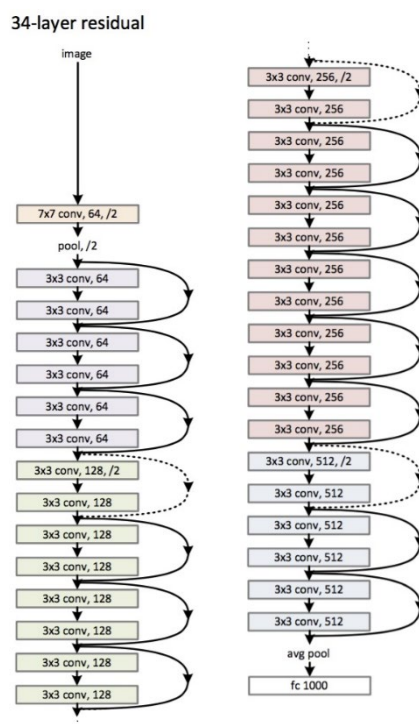 34-layer residual
image
7x7 conv, 64, /2
pool, /2
3x3 conv, 64
3x3 conv, 64
3x3 conv, 64
3x3 conv, 64
3x3 conv, 64
3x3 conv, 64
3x3 conv, 128, /2
3x3 conv, 128
3x3 conv, 128
3x3 conv, 128
3x3 conv, 128
3x3 conv, 128
3x3 conv, 128
3x3 conv, 128
3x3 conv, 256, /2
3x3 conv, 256
3x3 conv, 256
3x3 conv, 256
3x3 conv, 256
3x3 conv, 256
3x3 conv, 256
3x3 conv, 256
3x3 conv, 256
3x3 conv, 256
3x3 conv, 256
3x3 conv, 256
3x3 conv, 512, /2
3x3 conv, 512
3x3 conv, 512
3x3 conv, 512
3x3 conv, 512
3x3 conv, 512
avg pool
fc 1000